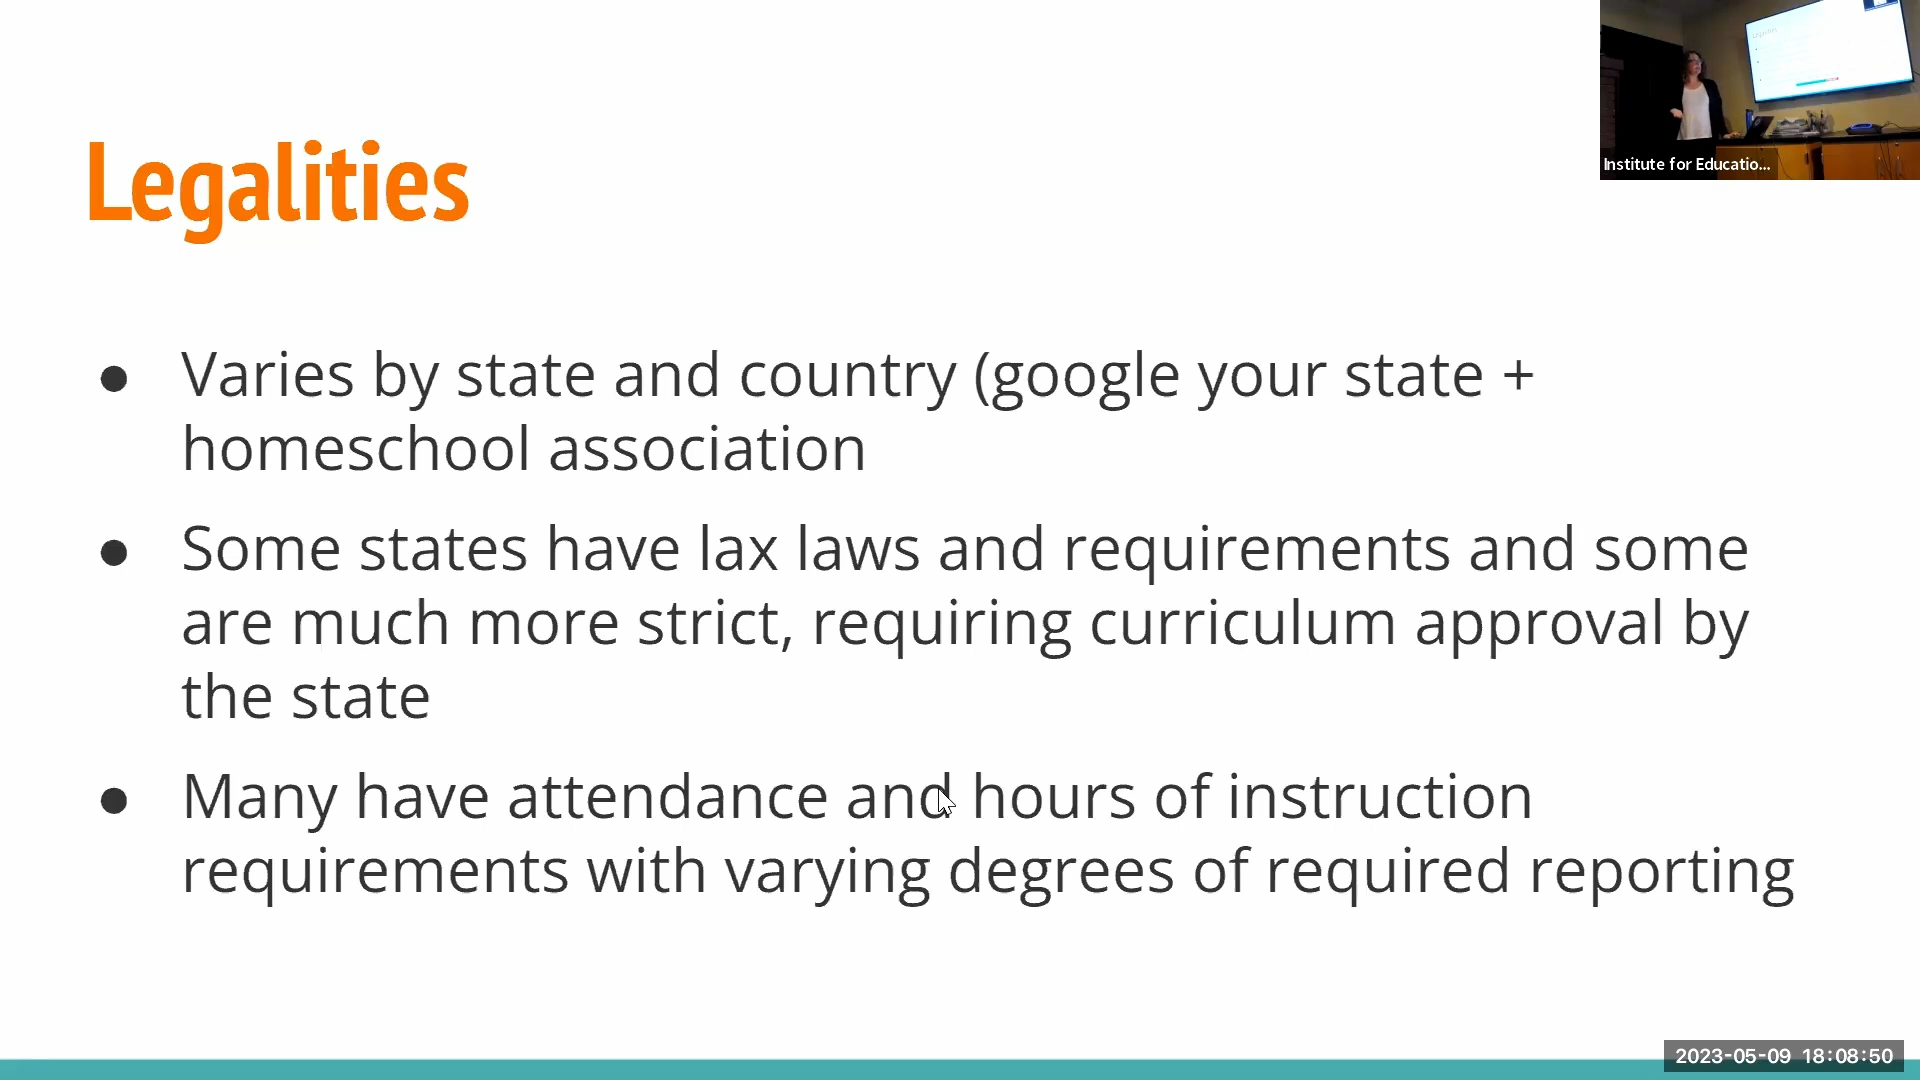 Legalities
Institute for Educatio...
● Varies by state and country (google your state +
homeschool association
● Some states have lax laws and requirements and some
are much more strict, requiring curriculum approval by
the state
● Many have attendance and hours of instruction
requirements with varying degrees of required reporting
2023-05-09 18:08:50